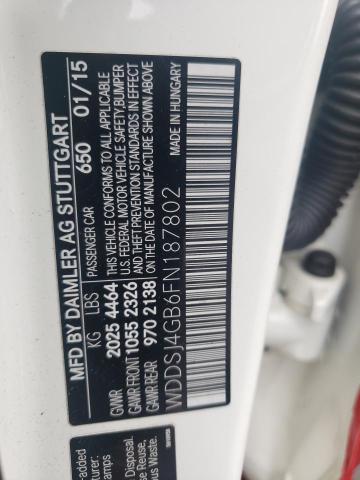 MFD BY DAIMLER AG STUTTGART
650 01/15
PASSENGER CAR
THIS VEHICLE CONFORMS TO ALL APPLICABLE
U.S. FEDERAL MOTOR VEHICLE SAFETY,BUMPER
AND THEFT PREVENTION STANDARDS IN EFFECT
ON THE DATE OF MANUFACTURE SHOWN ABOVE
KG LBS
GVWR 2025 4464
GAWR FRONT 1055 2326
GAWR REAR 970 2138
MADE IN HUNGARY
WDDSJ4GB6FN187802
-added
turer:
amps
Disposal.
se Reuse,
ous Waste.